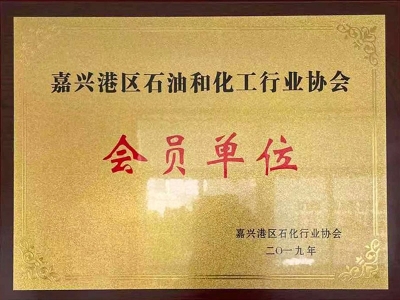 嘉兴港区石油和化工行业协会
会员单位
嘉兴港区石化行业协会
二〇一九年